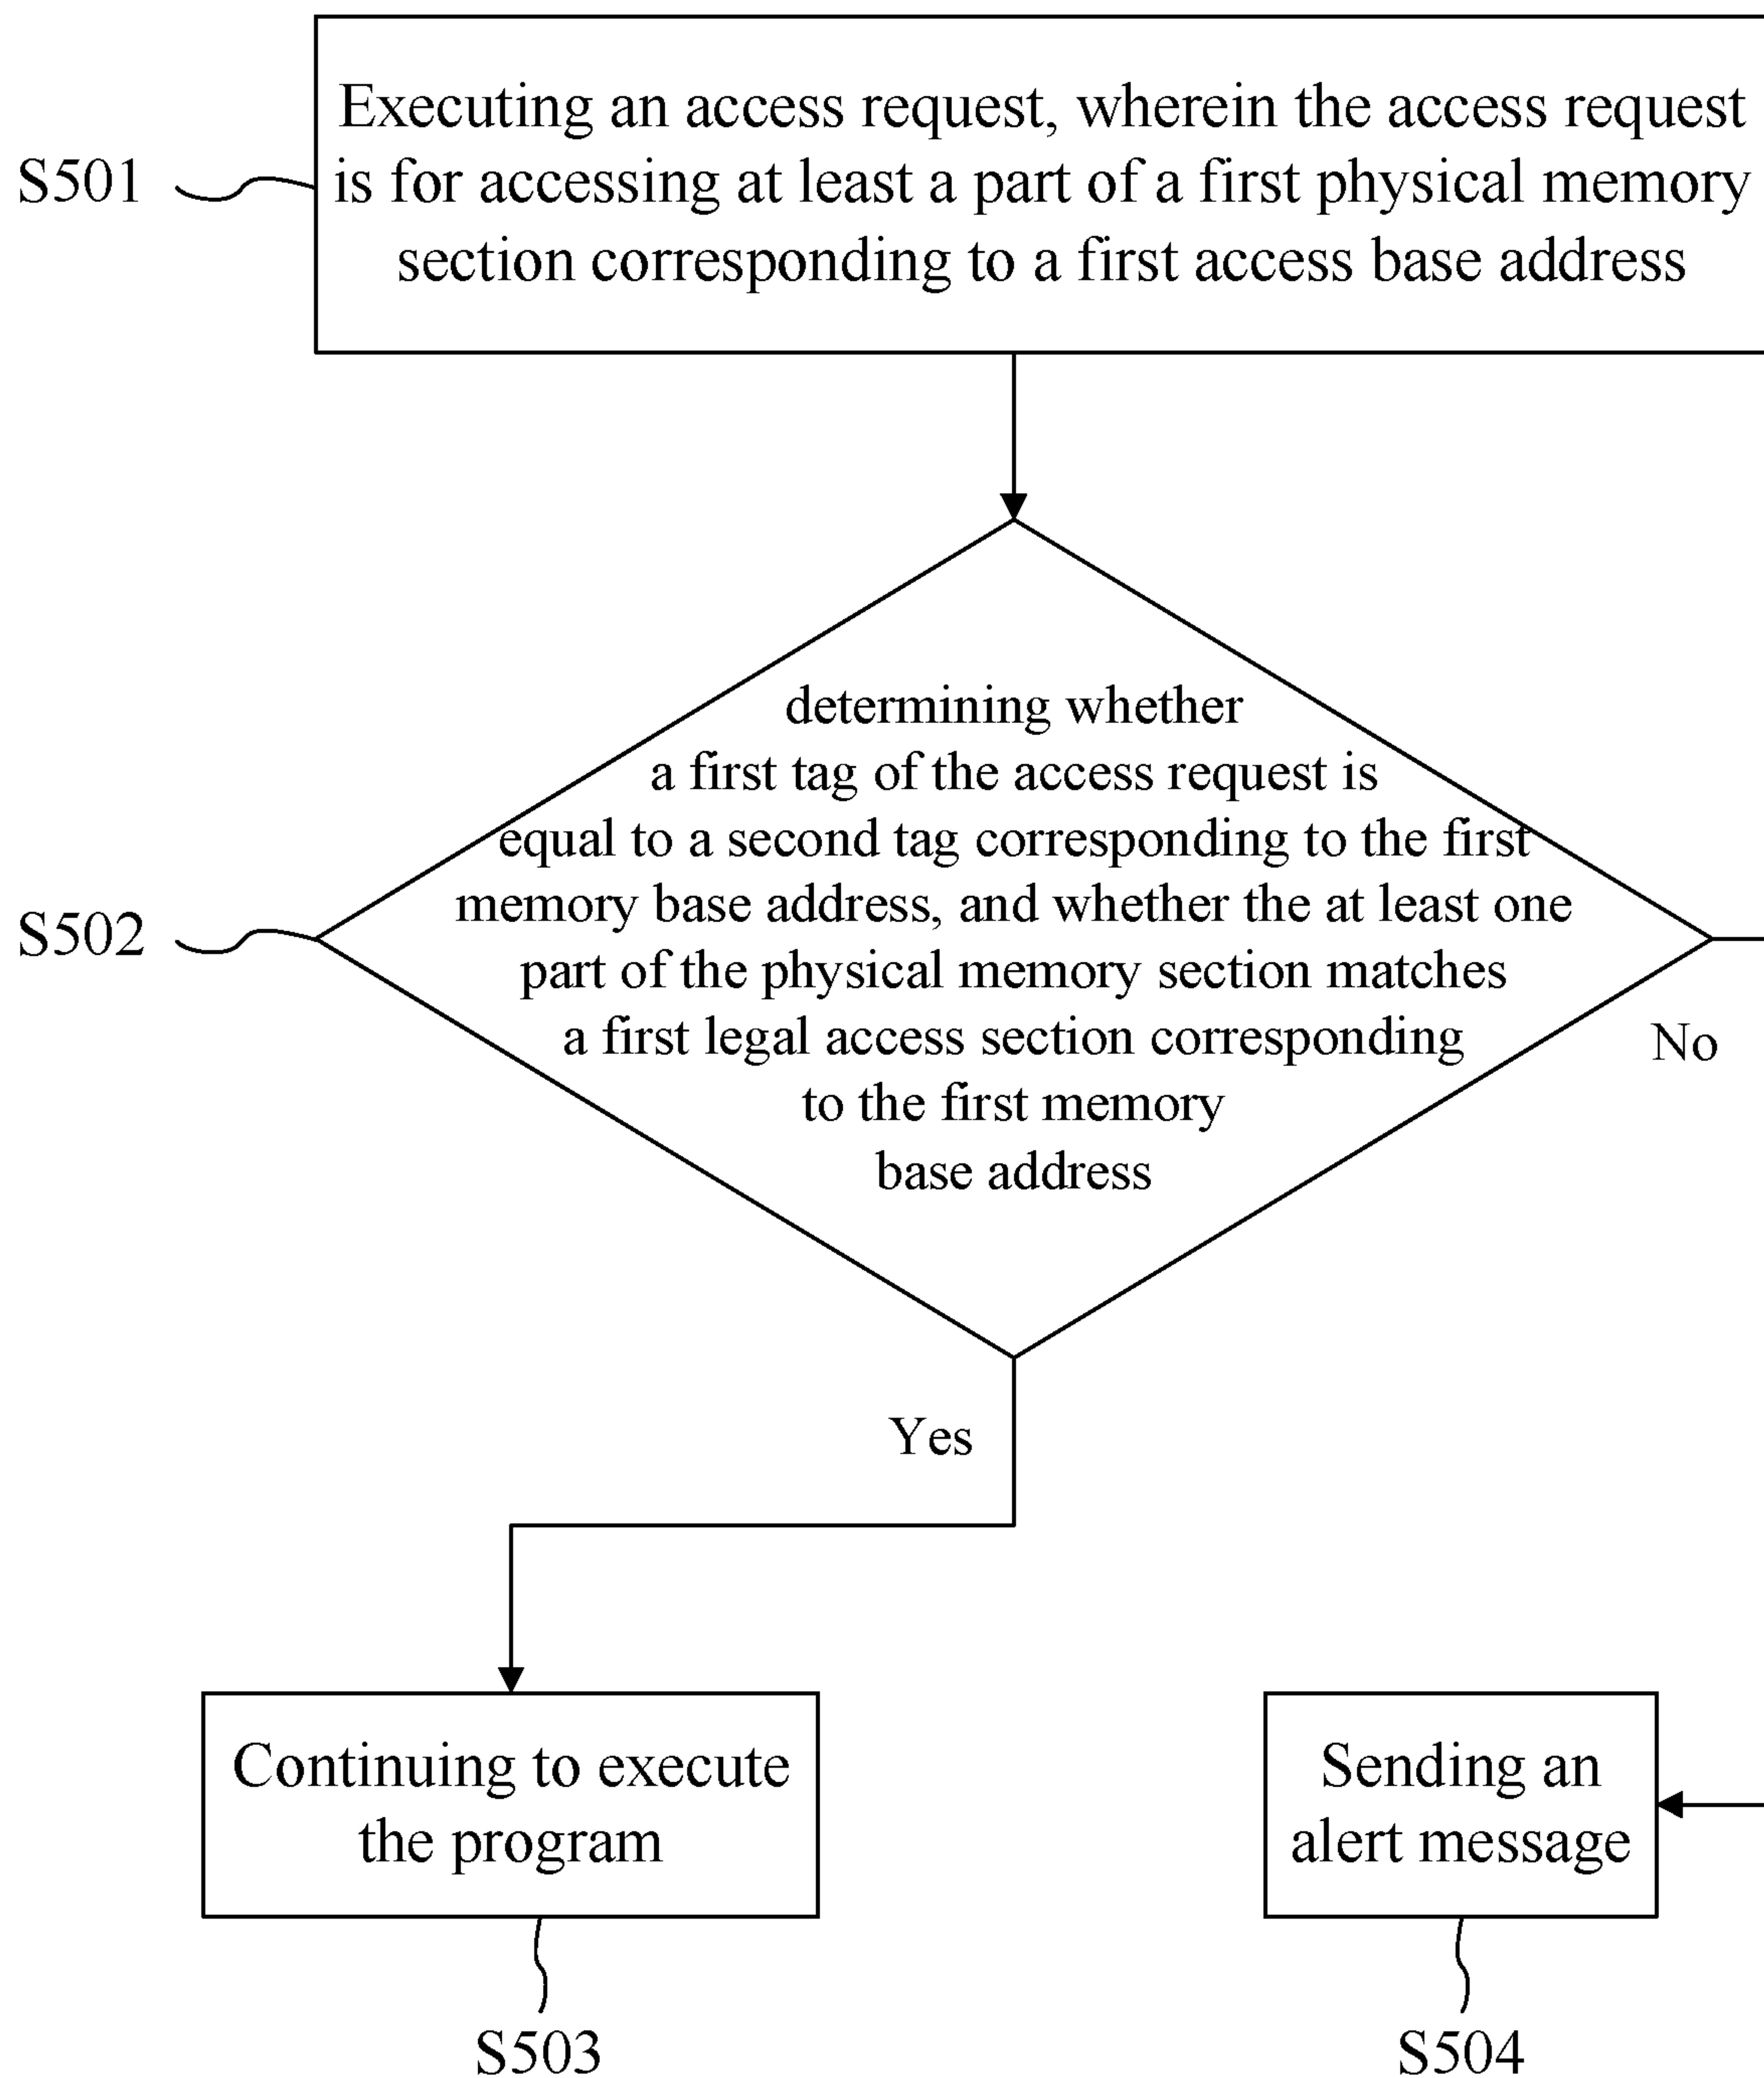 Executing an access request, wherein the access request
is for accessing at least a part of a first physical memory
section corresponding to a first access base address
S501
determining whether
a first tag of the access request is
equal to a second tag corresponding to the first
memory base address, and whether the at least one
part of the physical memory section matches
a first legal access section corresponding
to the first memory
base address
S502
No
Yes
Continuing to execute
the program
Sending an
alert message
S503
S504